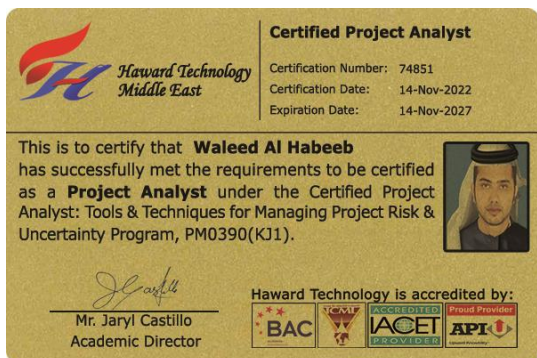 Haward Technology
Middle East
Certified Project Analyst
Certification Number: 74851
Certification Date: 14-Nov-2022
Expiration Date: 14-Nov-2027
This is to certify that Waleed Al Habeeb
has successfully met the requirements to be certified
as a Project Analyst under the Certified Project
Analyst: Tools & Techniques for Managing Project Risk &
Uncertainty Program, PM0390(KJ1).
Mr. Jaryl Castillo
Academic Director
Haward Technology is accredited by:
BAC
ACCREDITED
IACET
PROVIDER
Proud Provider
API U